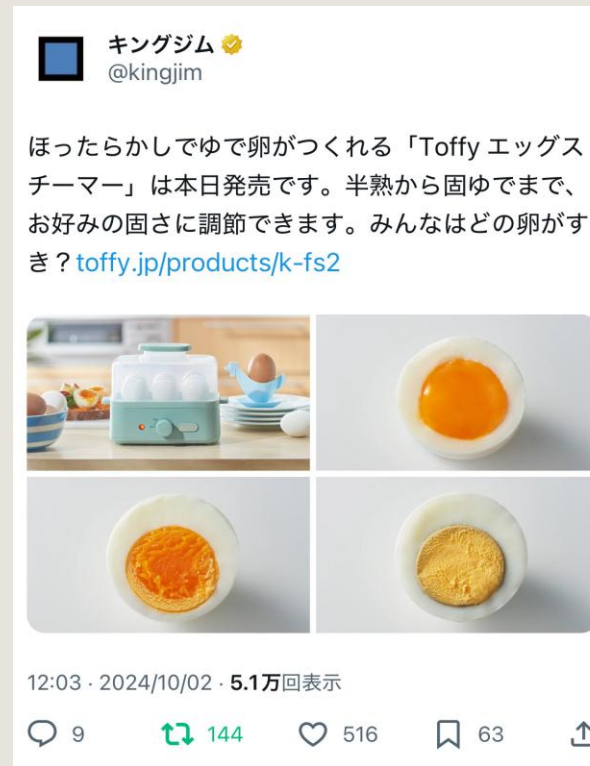 キングジム
@kingjim
ほったらかしでゆで卵がつくれる「Toffy エッグス
チーマー」は本日発売です。半熟から固ゆでまで、
お好みの固さに調節できます。みんなはどの卵がす
き？toffy.jp/products/k-fs2
12:03 · 2024/10/02 · 5.1万回表示
9 144 516 63